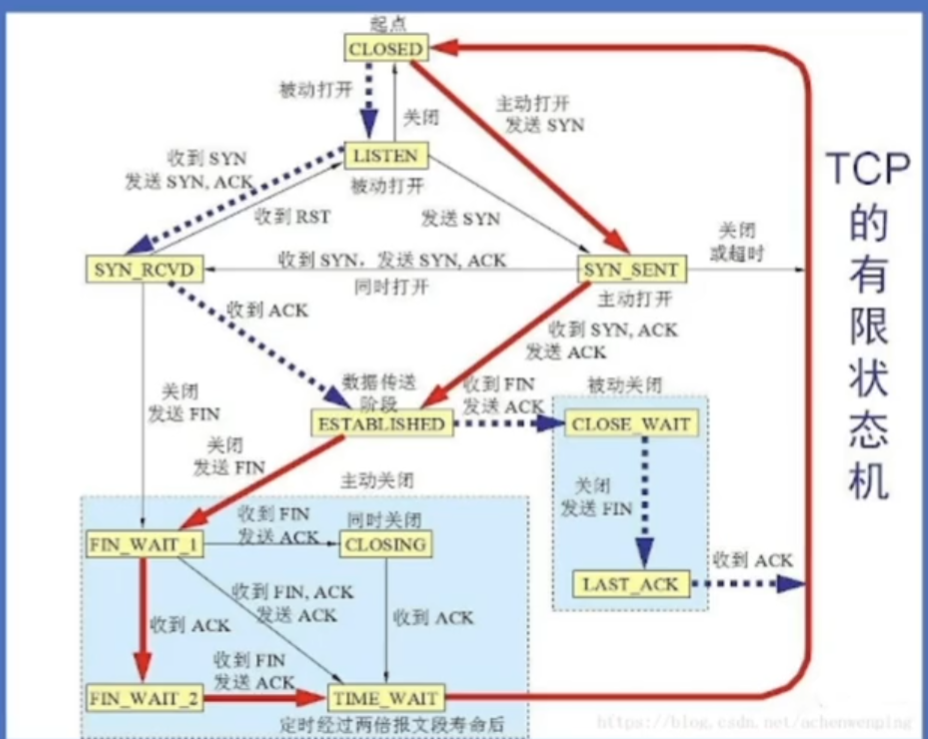 起点
CLOSED
被动打开
关闭
主动打开
发送 SYN
收到 SYN
发送 SYN, ACK
LISTEN
被动打开
收到 RST
发送 SYN
关闭
或超时
SYN_RCVD
收到 SYN，发送 SYN, ACK
同时打开
SYN_SENT
主动打开
收到 ACK
收到 SYN, ACK
发送 ACK
关闭
发送 FIN
数据传送
阶段
ESTABLISHED
收到 FIN
发送 ACK
被动关闭
CLOSE_WAIT
关闭
发送 FIN
主动关闭
关闭
发送 FIN
LAST_ACK
收到 ACK
FIN_WAIT_1
收到 FIN
发送 ACK
同时关闭
CLOSING
收到 ACK
收到 FIN, ACK
发送 ACK
收到 ACK
收到 FIN
发送 ACK
FIN_WAIT_2
TIME_WAIT
定时经过两倍报文段寿命后
TCP
的
有
限
状
态
机
https://blog.csdn.net/achenwenping